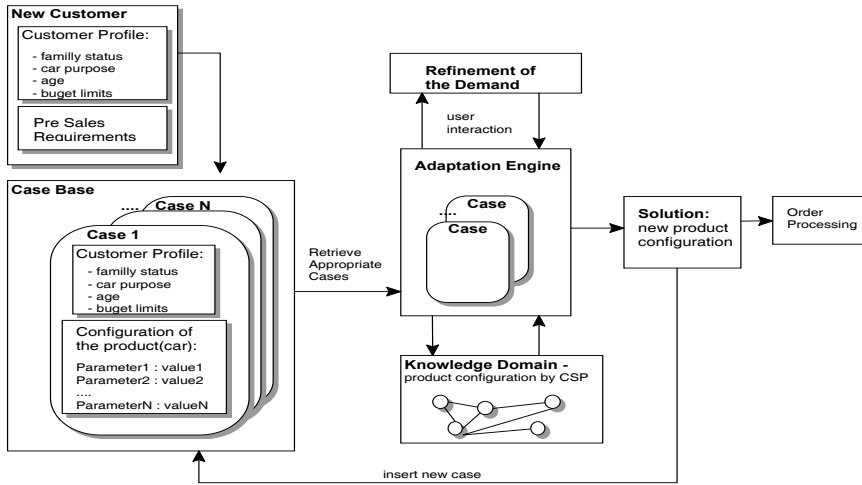 New Customer
Customer Profile:
- familly status
- car purpose
- age
- buget limits
Pre Sales
Requirements
Case Base
.... Case N
Case 1
Customer Profile:
- familly status
- car purpose
- age
- buget limits
Configuration of
the product(car):
Parameter1 : value1
Parameter2 : value2
....
ParameterN : valueN
Retrieve
Appropriate
Cases
Refinement of
the Demand
user
interaction
Adaptation Engine
Case
....
Case
Knowledge Domain -
product configuration by CSP
Solution:
new product
configuration
Order
Processing
insert new case